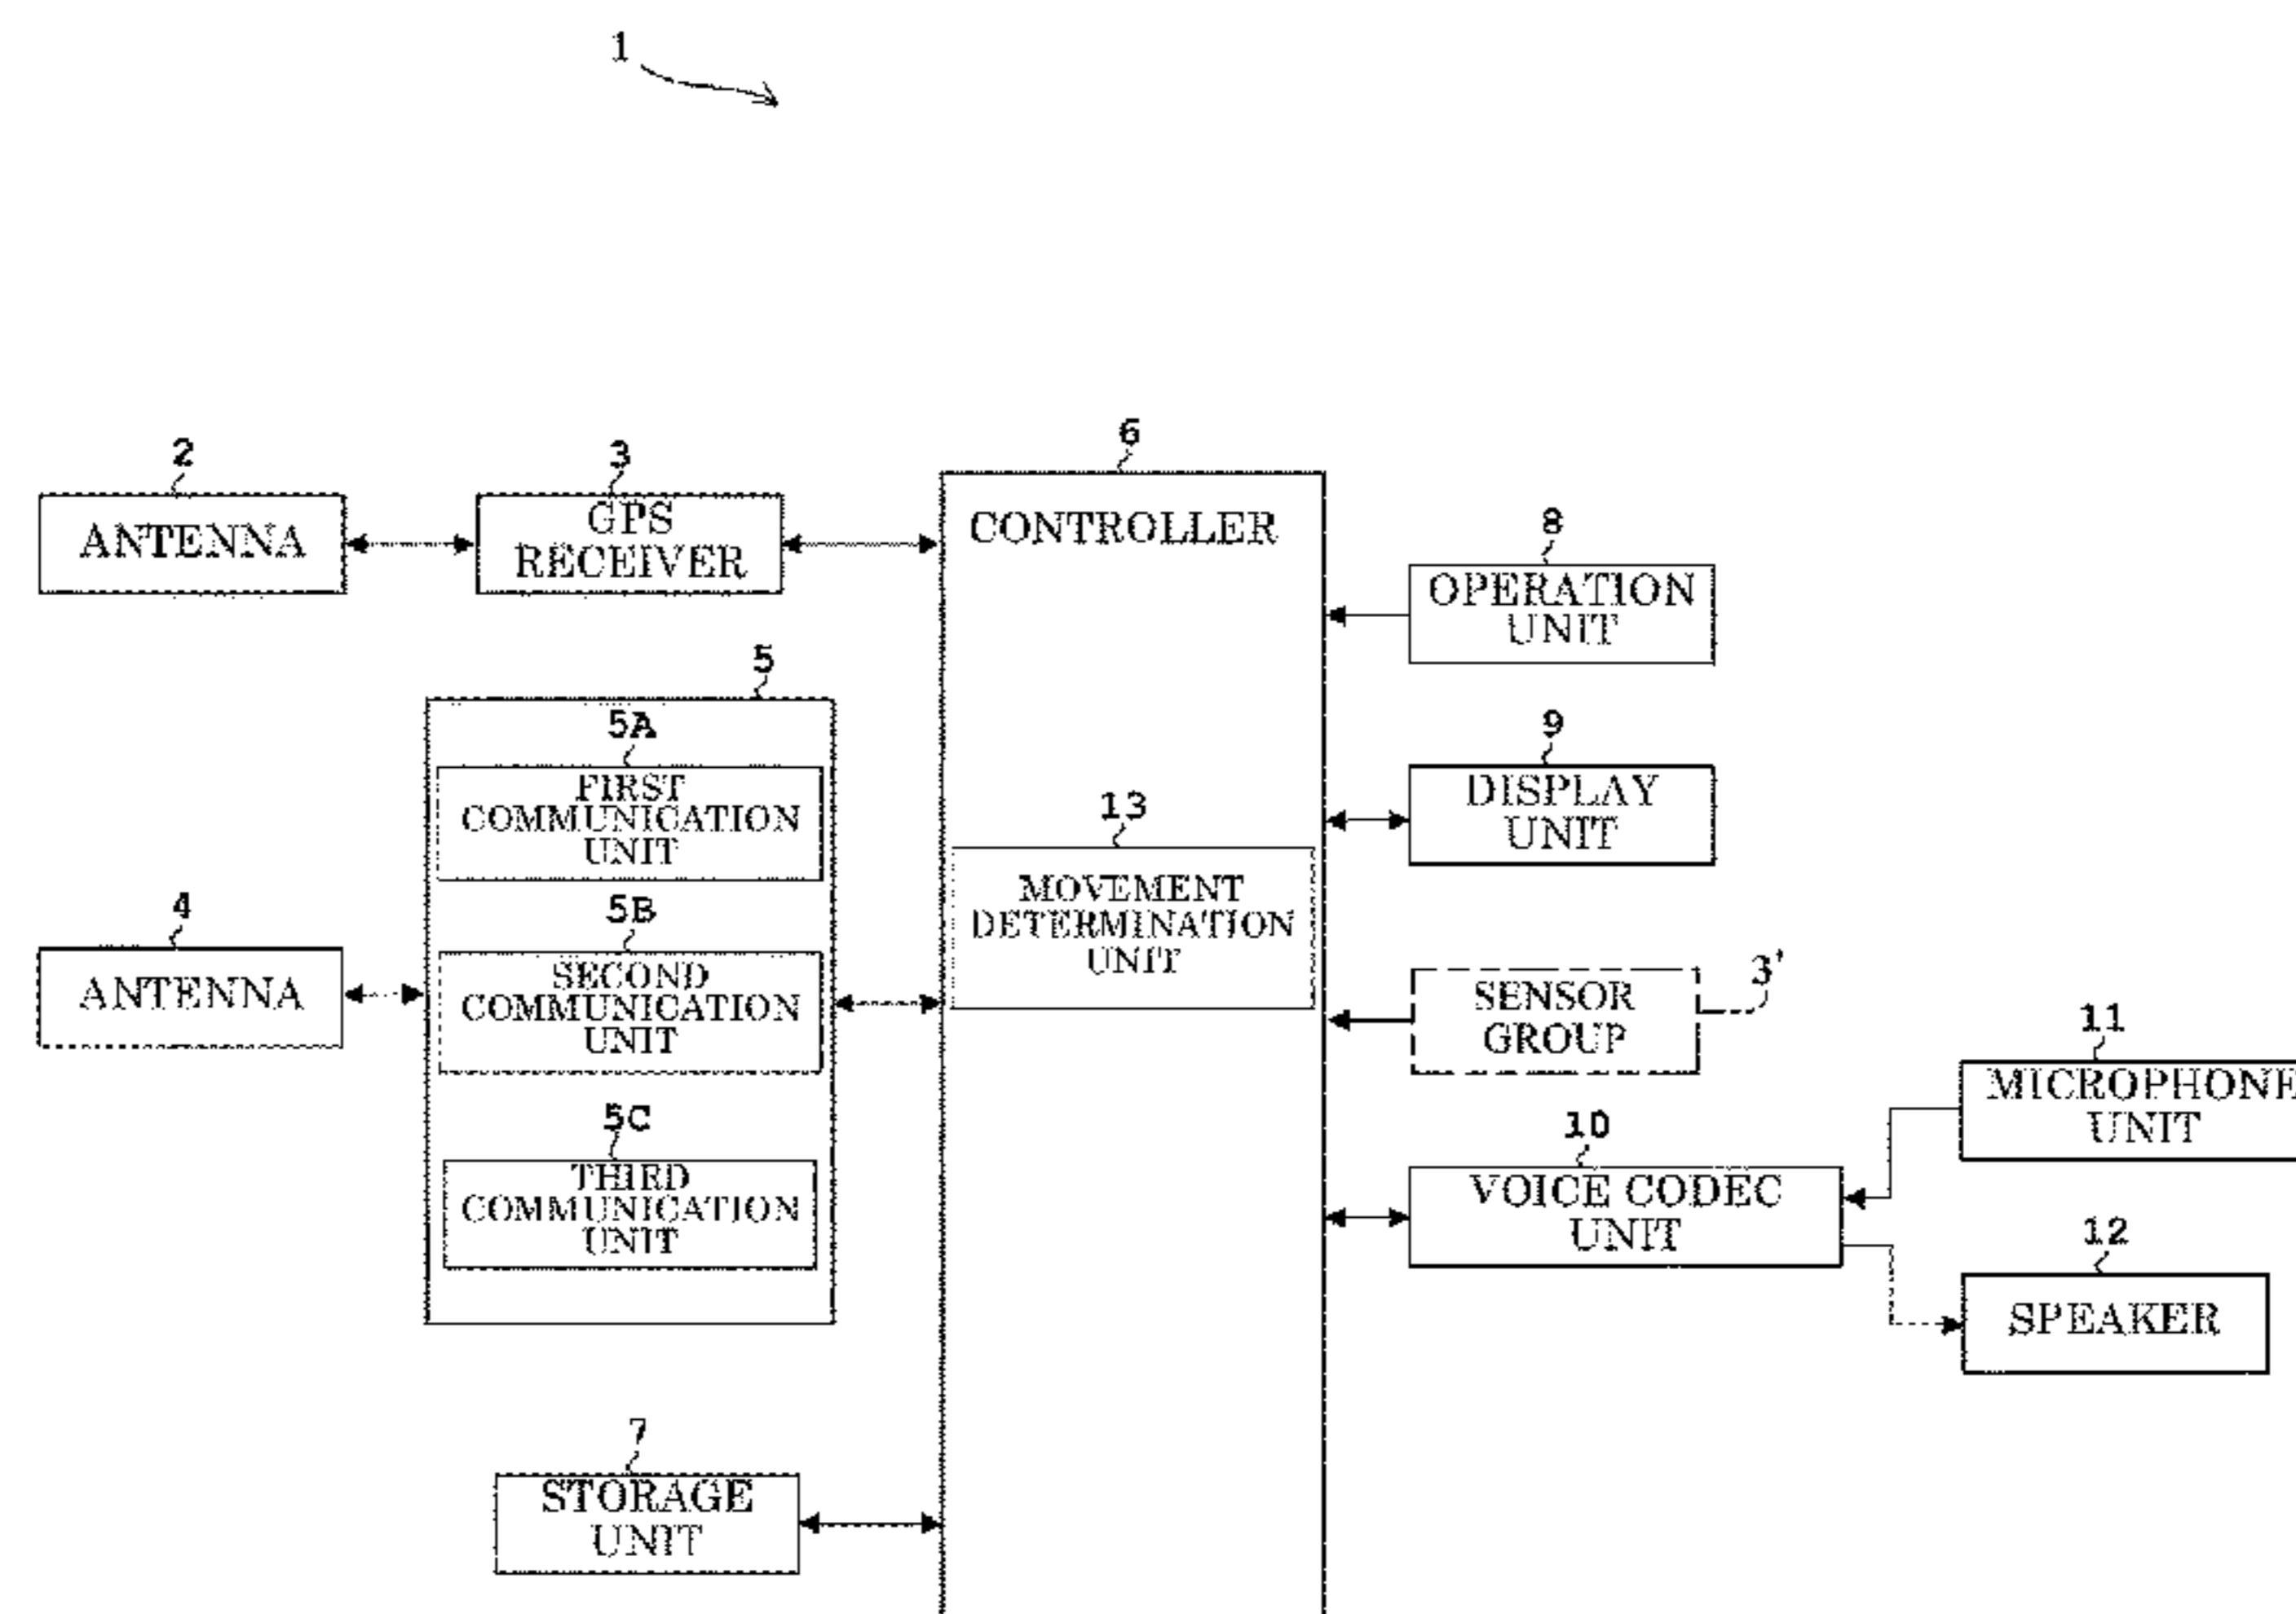 1
2
ANTENNA
3
GPS
RECEIVER
6
CONTROLLER
8
OPERATION
UNIT
5
5A
FIRST
COMMUNICATION
UNIT
9
DISPLAY
UNIT
13
MOVEMENT
DETERMINATION
UNIT
4
ANTENNA
5B
SECOND
COMMUNICATION
UNIT
SENSOR
GROUP
3'
11
MICROPHONE
UNIT
5C
THIRD
COMMUNICATION
UNIT
10
VOICE CODEC
UNIT
12
SPEAKER
7
STORAGE
UNIT